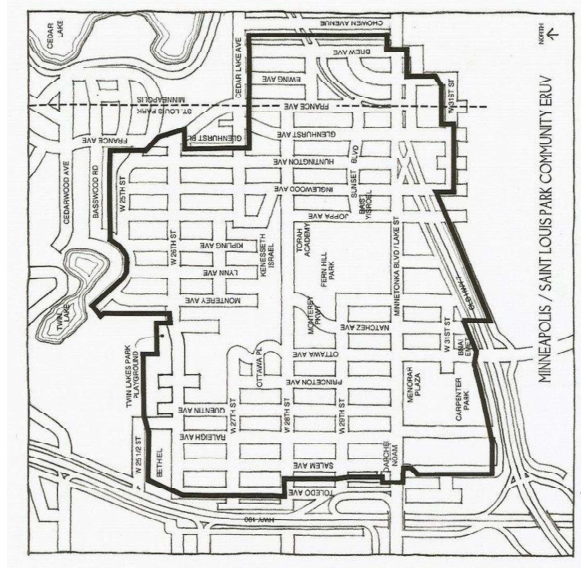 CEDAR
LAKE
CHOWEN AVENUE
NORTH
DREW AVE
CEDAR LAKE AVE
EWING AVE
MINNEAPOLIS
ST. LOUIS PARK
FRANCE AVE
W 31ST ST
FRANCE AVE
GLENHURST AVE
CEDARWOOD AVE
BASSWOOD RD
W 25TH ST
HUNTINGTON AVE
SUNSET BLVD
INGLEWOOD AVE
BAIS
YISROEL
JOPPA AVE
W 26TH ST
KIPLING AVE
KENESSETH
ISRAEL
TORAH
ACADEMY
LYNN AVE
FERN HILL
PARK
MINNETONKA BLVD / LAKE ST
TWIN
LAKE
MONTEREY AVE
MONTEREY
PKWY
NATCHEZ AVE
W 31ST ST
TWIN LAKES PARK
PLAYGROUND
OTTAWA PL
OTTAWA AVE
BNAI
EMET
PRINCETON AVE
MENORAH
PLAZA
CARPENTER
PARK
QUENTIN AVE
W 27TH ST
W 28TH ST
W 29TH ST
RALEIGH AVE
W 25 1/2 ST
BETHEL
SALEM AVE
DARCHEI
NOAM
TOLEDO AVE
HWY 100
MINNEAPOLIS / SAINT LOUIS PARK COMMUNITY ERUV